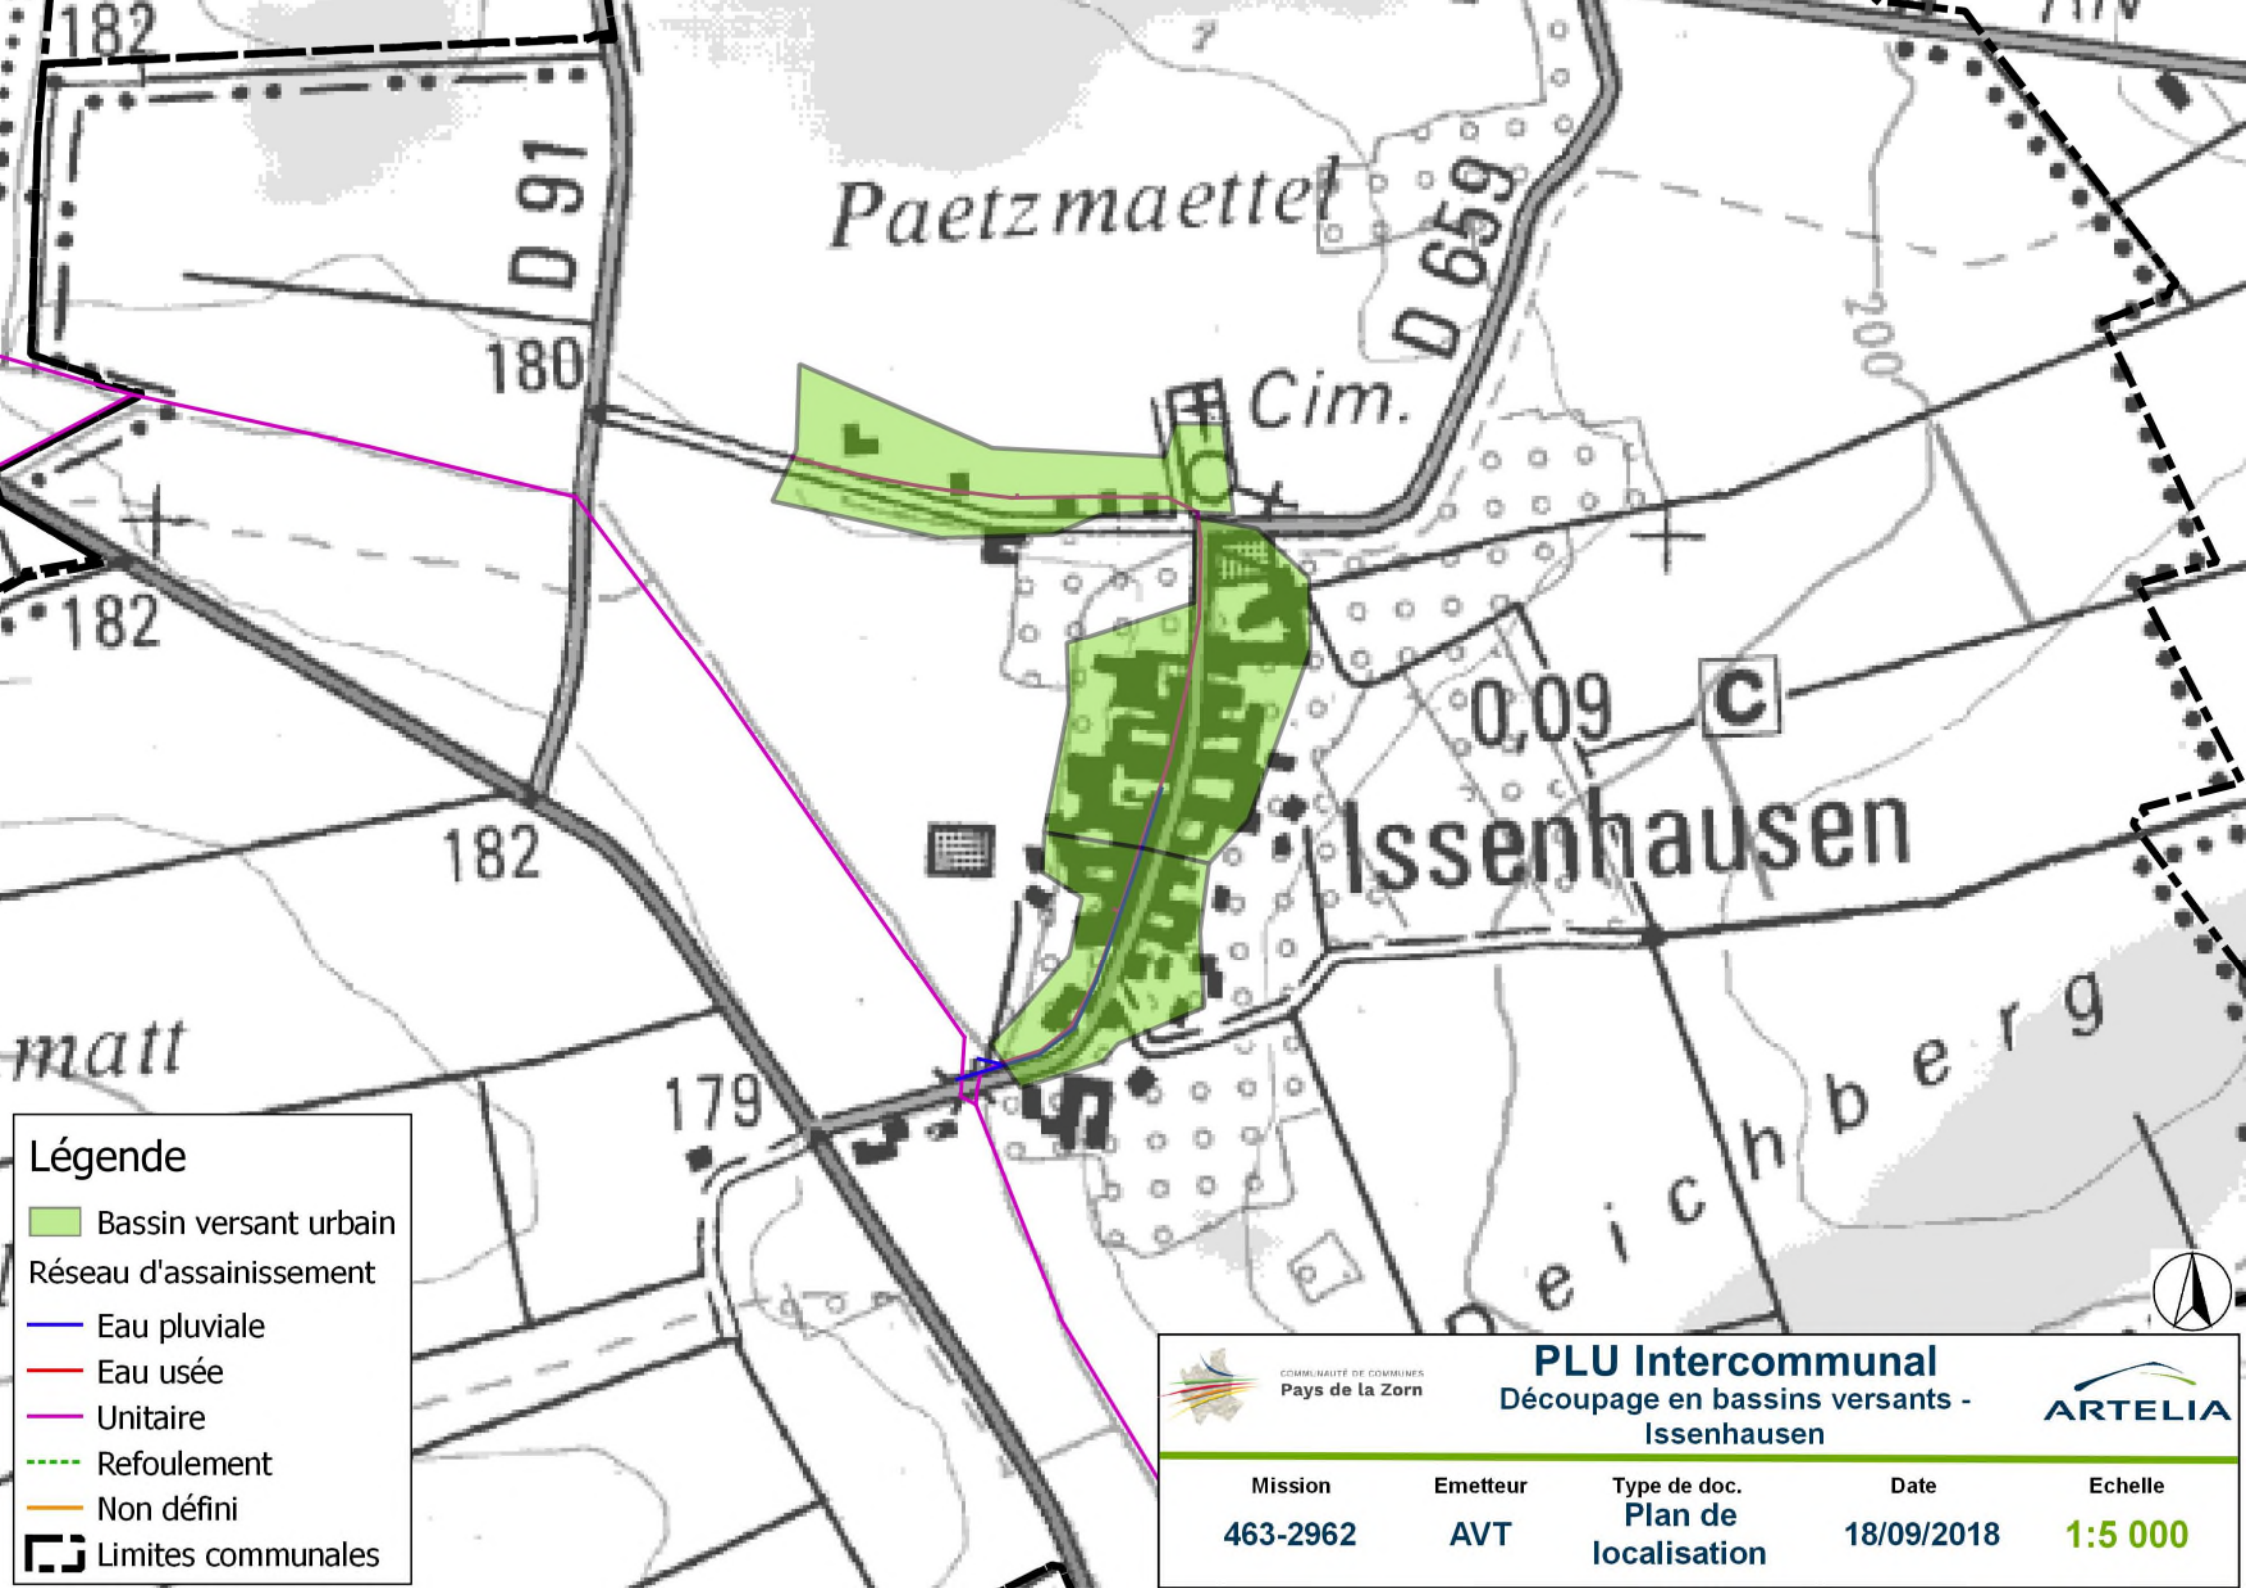 182
D 91
Paetzmaettel
D 659
200
180
Cim.
182
0,09
C
Issenhausen
182
matt
179
eichberg
Légende
Bassin versant urbain
Réseau d'assainissement
Eau pluviale
Eau usée
Unitaire
Refoulement
Non défini
Limites communales
COMMUNAUTÉ DE COMMUNES
Pays de la Zorn
PLU Intercommunal
Découpage en bassins versants -
Issenhausen
ARTELIA
Mission
Emetteur
Type de doc.
Date
Echelle
463-2962
AVT
Plan de
localisation
18/09/2018
1:5 000